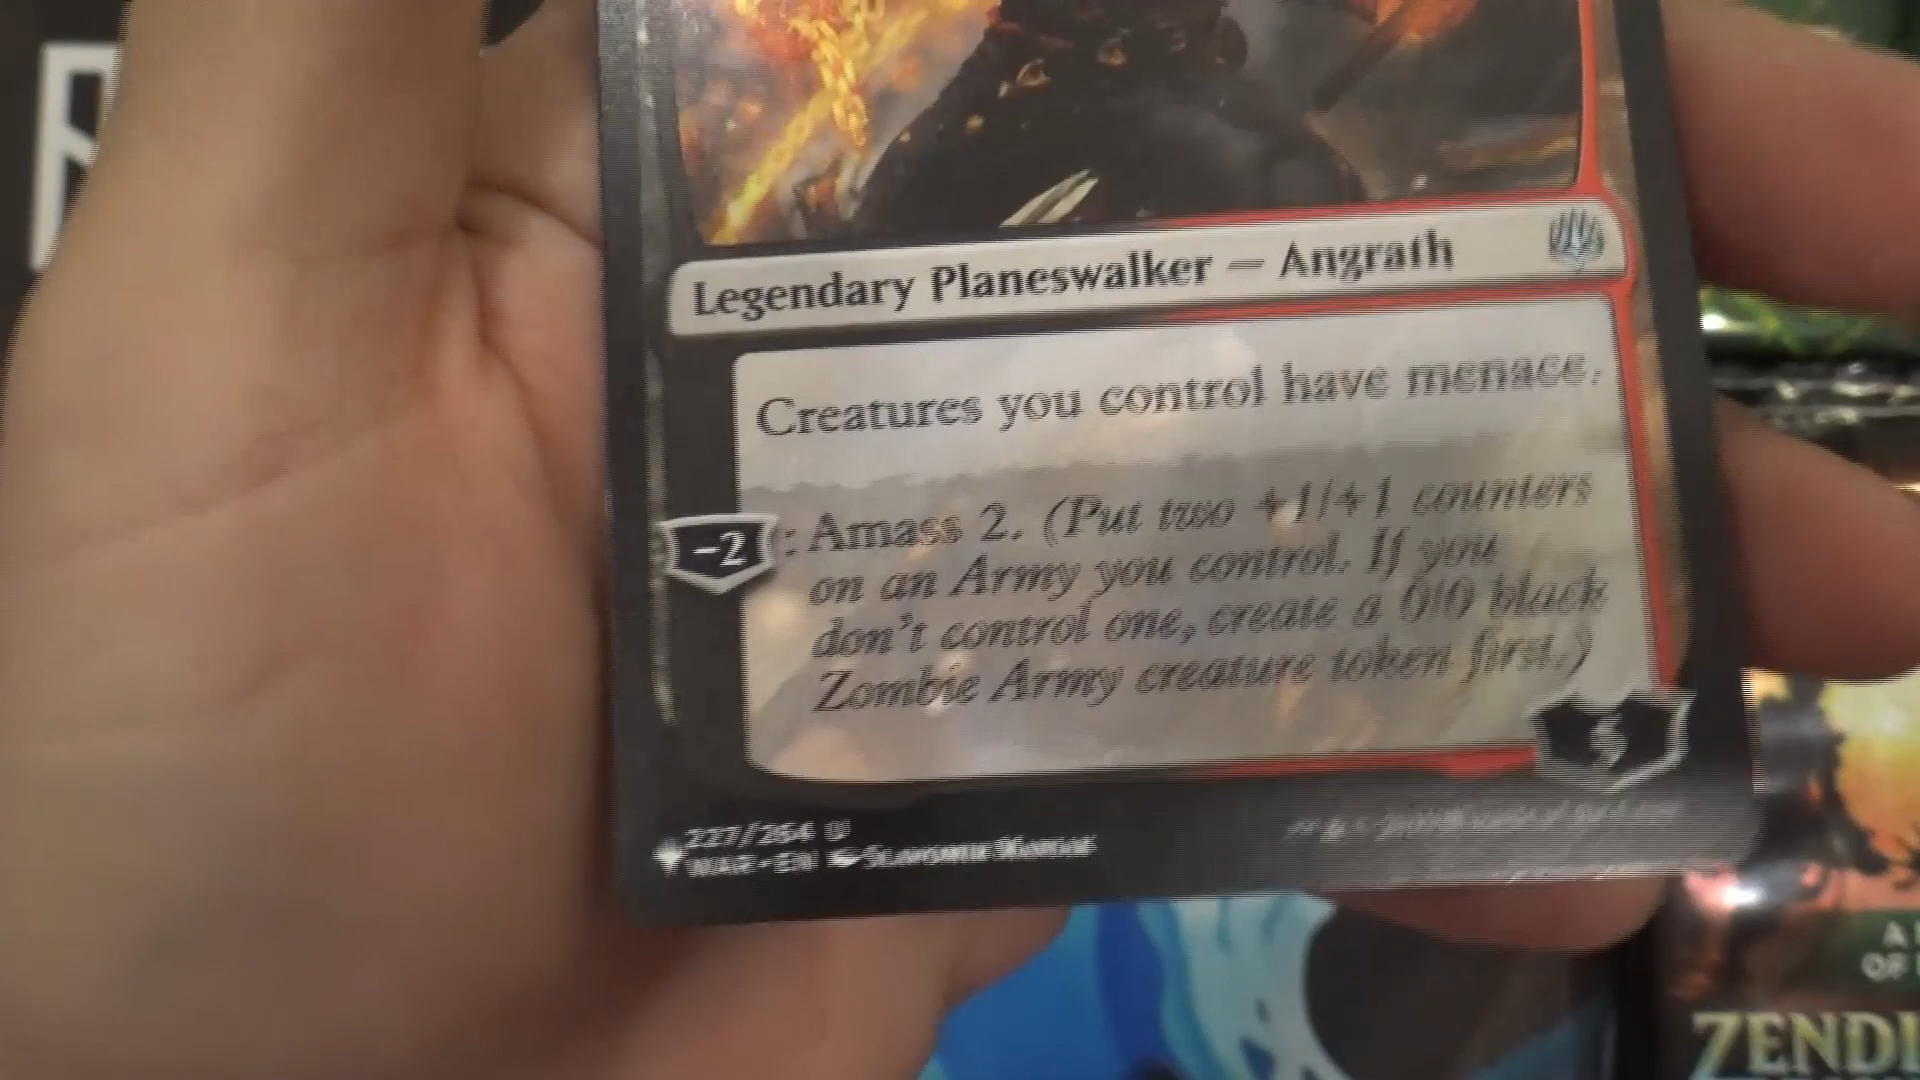 Legendary Planeswalker — Angrath
Creatures you control have menace.
-2 : Amass 2. (Put two +1/+1 counters
on an Army you control. If you
don't control one, create a 0/0 black
Zombie Army creature token first.)
5
227/264 U
WAR • EN
A
OF
ZENDI